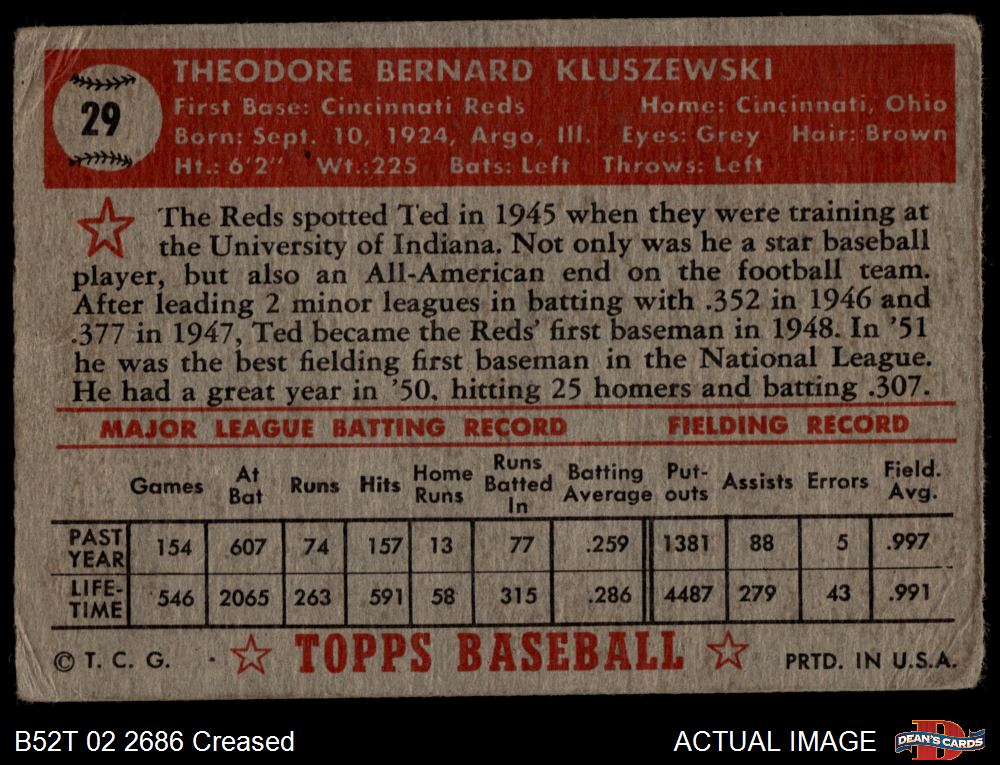 29
THEODORE BERNARD KLUSZEWSKI
First Base: Cincinnati Reds Home: Cincinnati, Ohio
Born: Sept. 10, 1924, Argo, Ill. Eyes: Grey Hair: Brown
Ht.: 6'2" Wt.: 225 Bats: Left Throws: Left
The Reds spotted Ted in 1945 when they were training at
the University of Indiana. Not only was he a star baseball
player, but also an All-American end on the football team.
After leading 2 minor leagues in batting with .352 in 1946 and
.377 in 1947, Ted became the Reds' first baseman in 1948. In '51
he was the best fielding first baseman in the National League.
He had a great year in '50, hitting 25 homers and batting .307.
MAJOR LEAGUE BATTING RECORD FIELDING RECORD
Games At Bat Runs Hits Home Runs Runs Batted In Batting Average Put-outs Assists Errors Field. Avg.
PAST YEAR 154 607 74 157 13 77 .259 1381 88 5 .997
LIFE-TIME 546 2065 263 591 58 315 .286 4487 279 43 .991
© T. C. G. TOPPS BASEBALL PRTD. IN U.S.A.
B52T 02 2686 Creased ACTUAL IMAGE DEAN'S CARDS